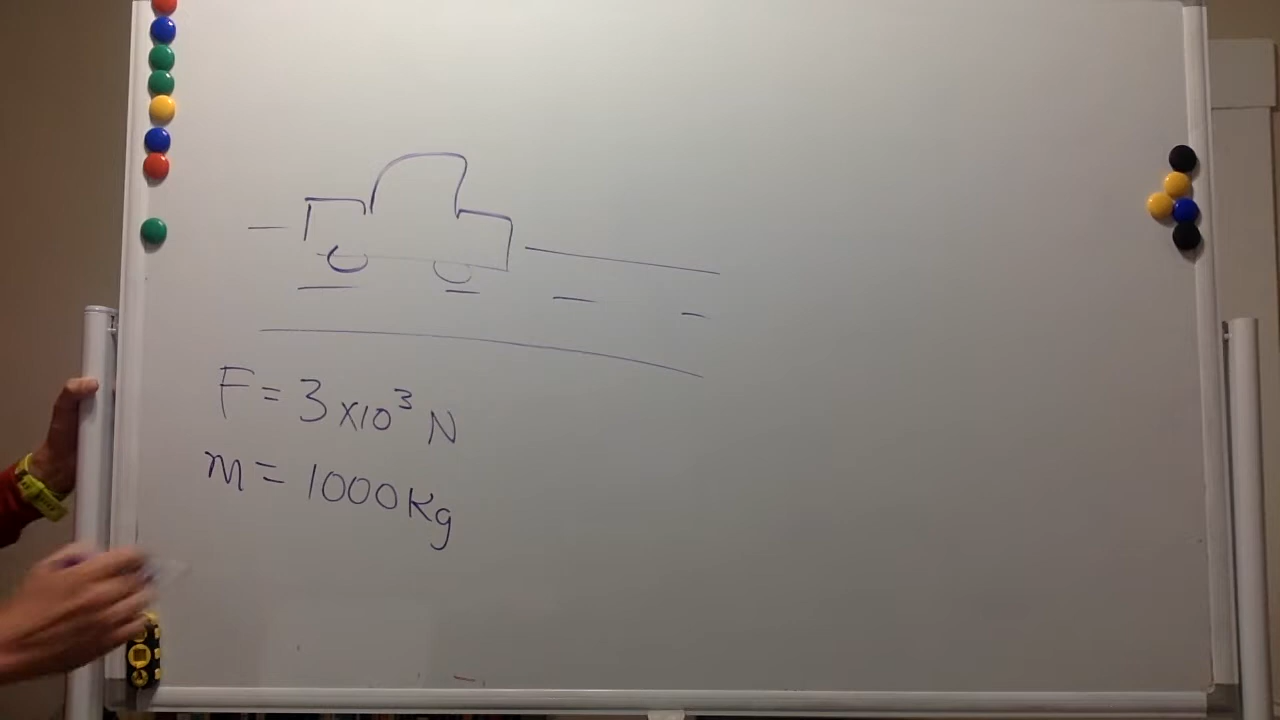 F = 3 x10³ N
m = 1000 Kg